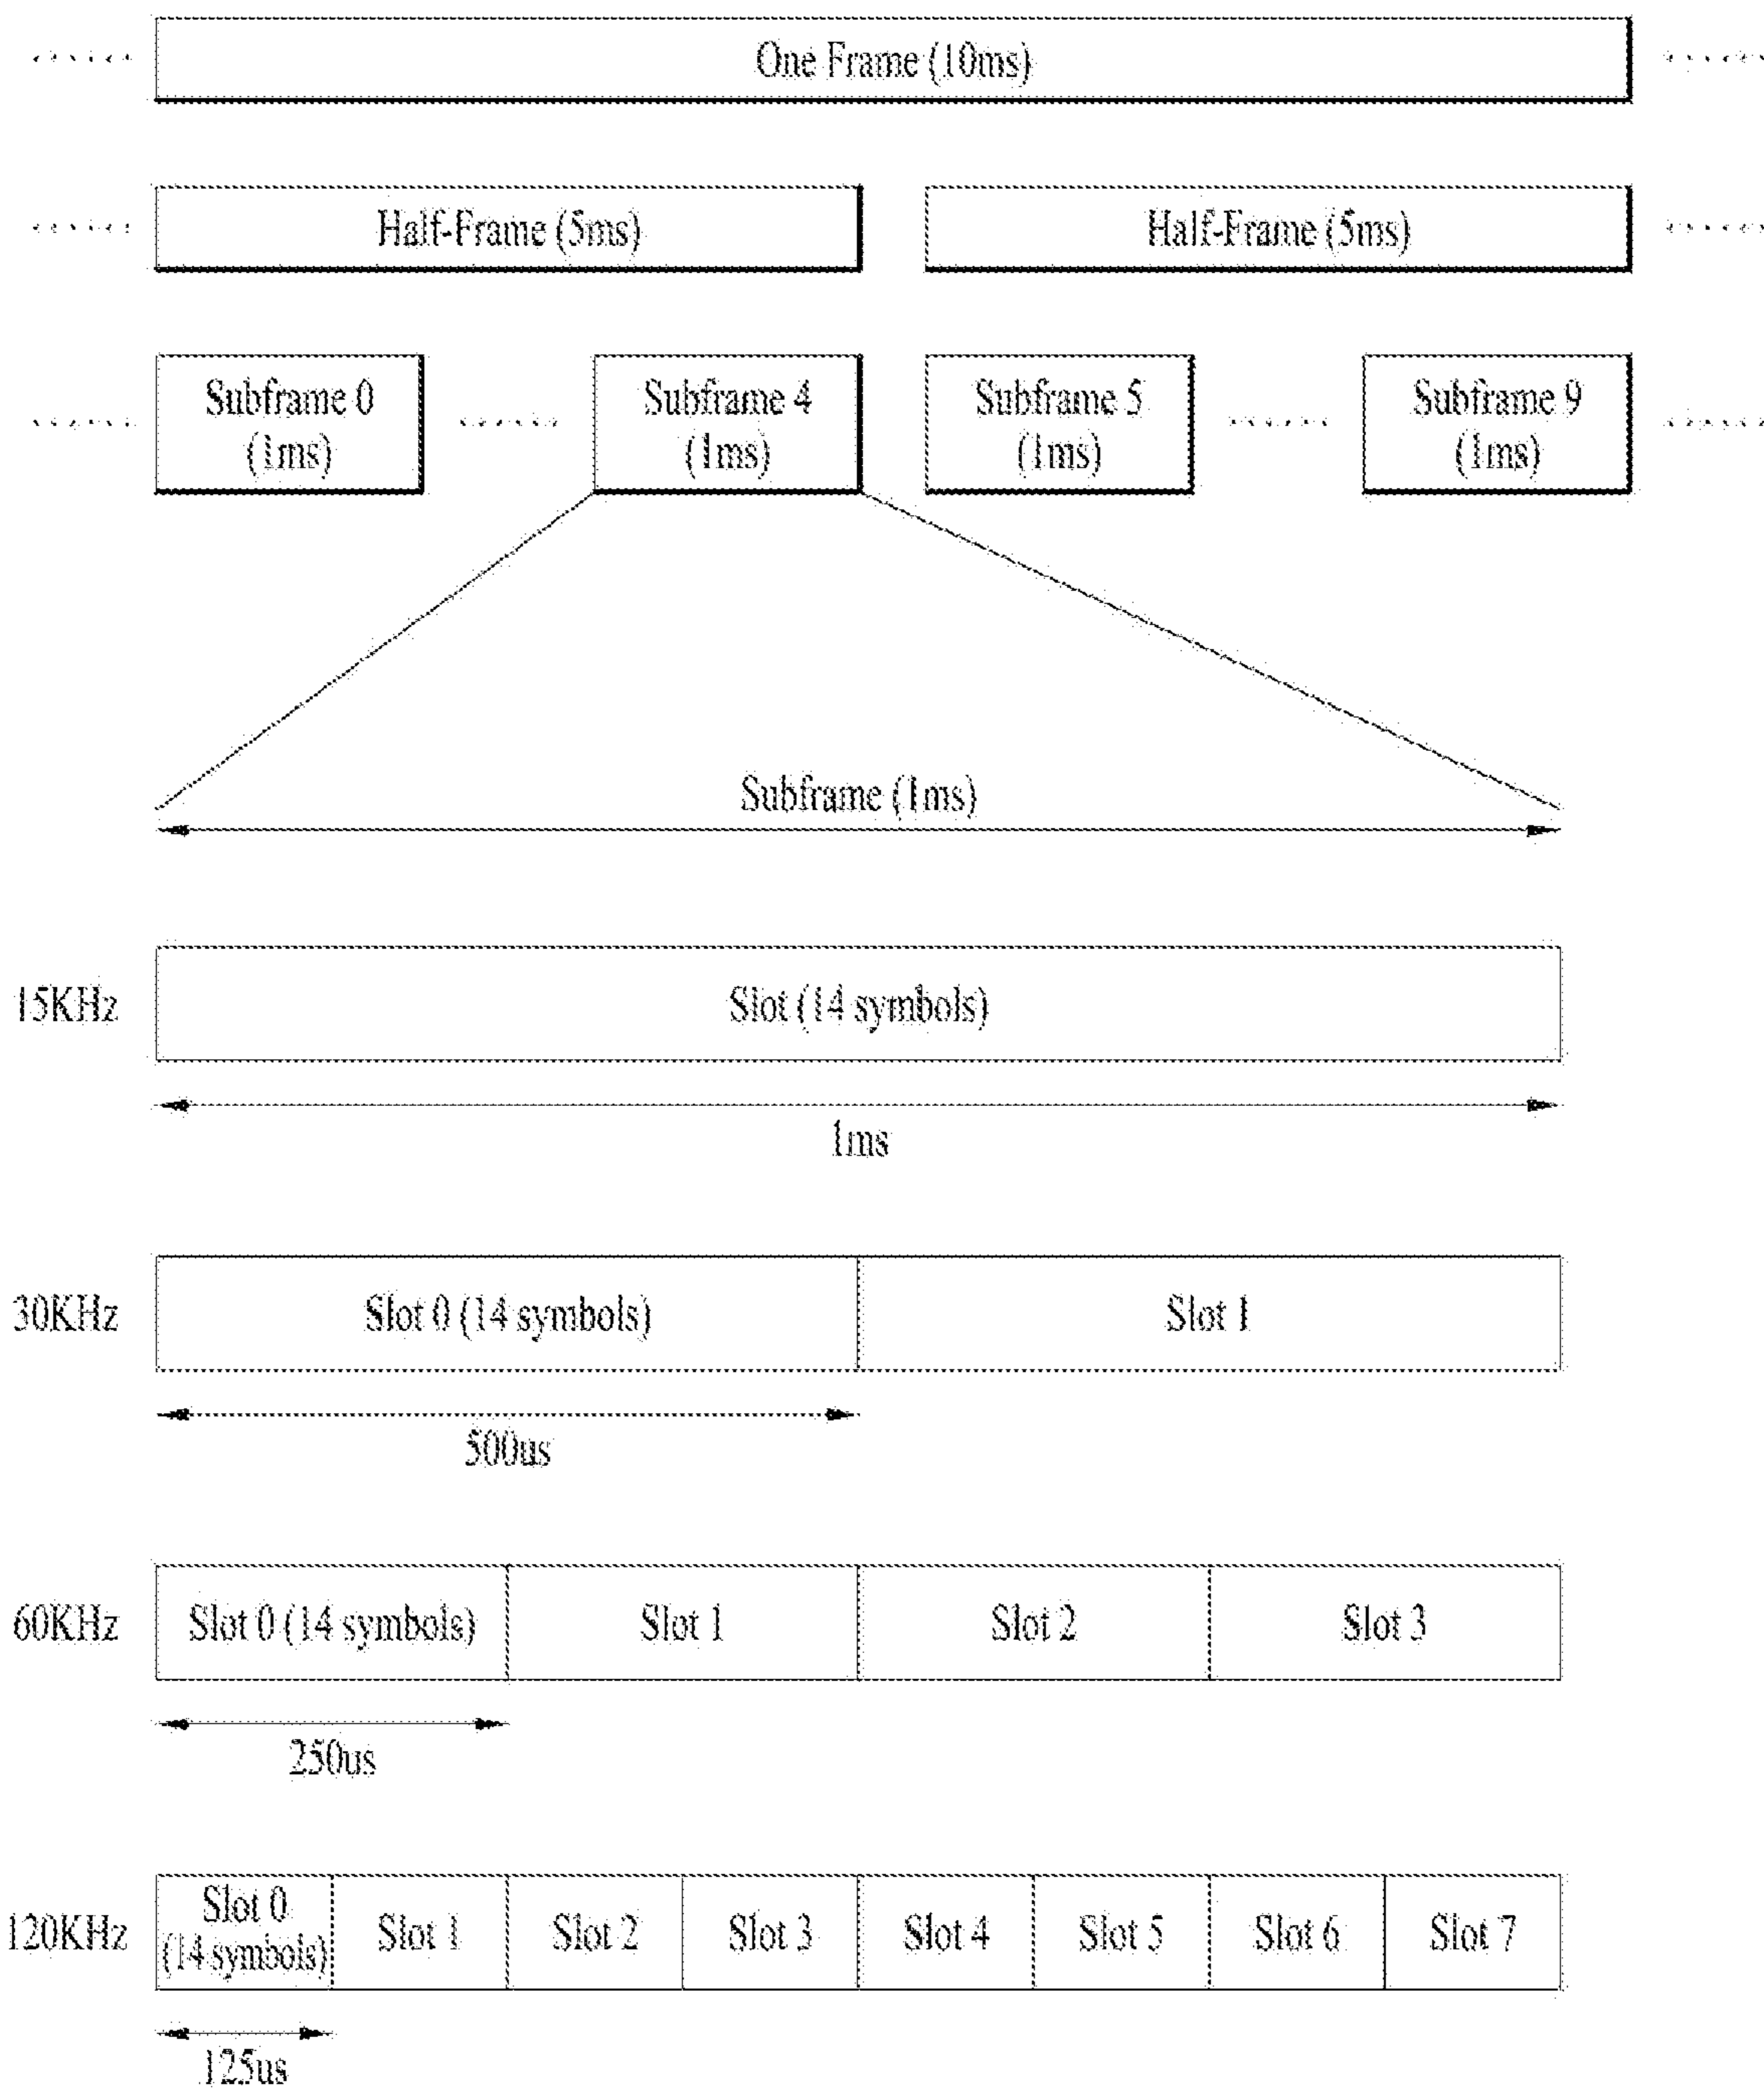 One Frame (10ms)
Half-Frame (5ms)
Half-Frame (5ms)
Subframe 0
(1ms)
Subframe 4
(1ms)
Subframe 5
(1ms)
Subframe 9
(1ms)
Subframe (1ms)
15KHz
Slot (14 symbols)
1ms
30KHz
Slot 0 (14 symbols)
Slot 1
500us
60KHz
Slot 0 (14 symbols)
Slot 1
Slot 2
Slot 3
250us
120KHz
Slot 0
(14 symbols)
Slot 1
Slot 2
Slot 3
Slot 4
Slot 5
Slot 6
Slot 7
125us